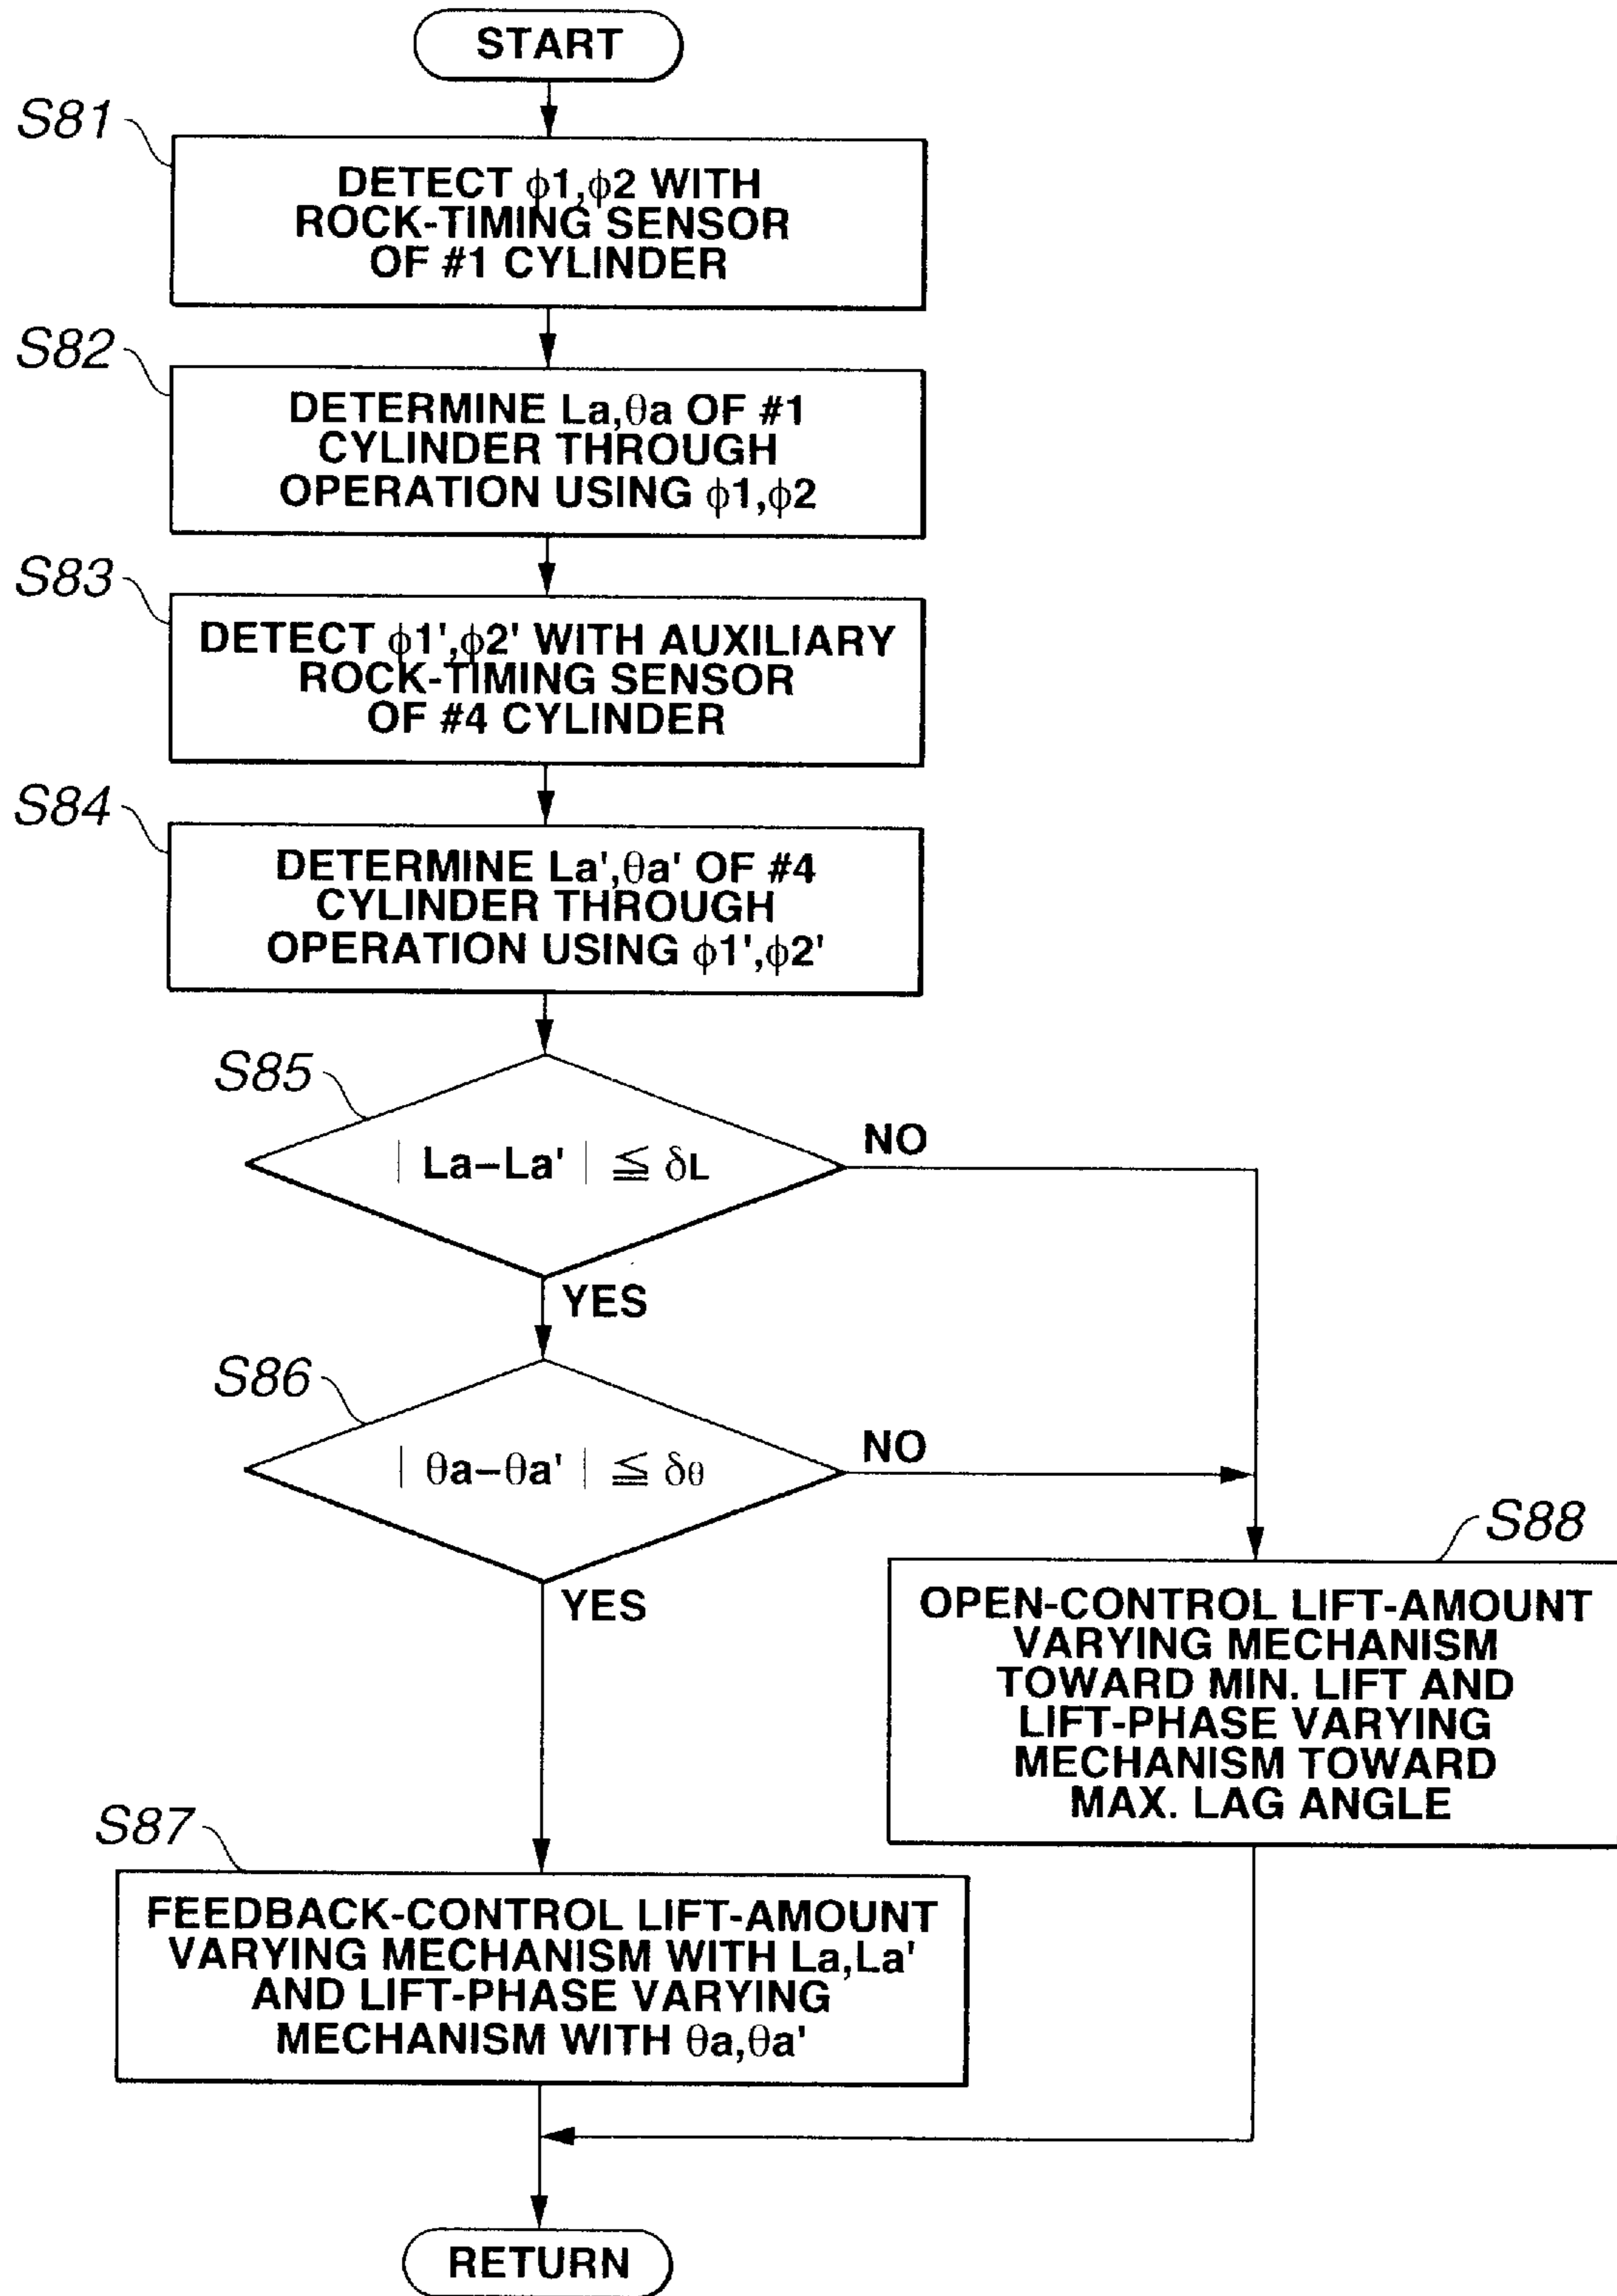 START
S81
DETECT ϕ1,ϕ2 WITH
ROCK-TIMING SENSOR
OF #1 CYLINDER
S82
DETERMINE La,θa OF #1
CYLINDER THROUGH
OPERATION USING ϕ1,ϕ2
S83
DETECT ϕ1',ϕ2' WITH AUXILIARY
ROCK-TIMING SENSOR
OF #4 CYLINDER
S84
DETERMINE La',θa' OF #4
CYLINDER THROUGH
OPERATION USING ϕ1',ϕ2'
S85
| La–La' | ≦ δL
NO
YES
S86
| θa–θa' | ≦ δθ
NO
YES
S88
OPEN-CONTROL LIFT-AMOUNT
VARYING MECHANISM
TOWARD MIN. LIFT AND
LIFT-PHASE VARYING
MECHANISM TOWARD
MAX. LAG ANGLE
S87
FEEDBACK-CONTROL LIFT-AMOUNT
VARYING MECHANISM WITH La,La'
AND LIFT-PHASE VARYING
MECHANISM WITH θa,θa'
RETURN